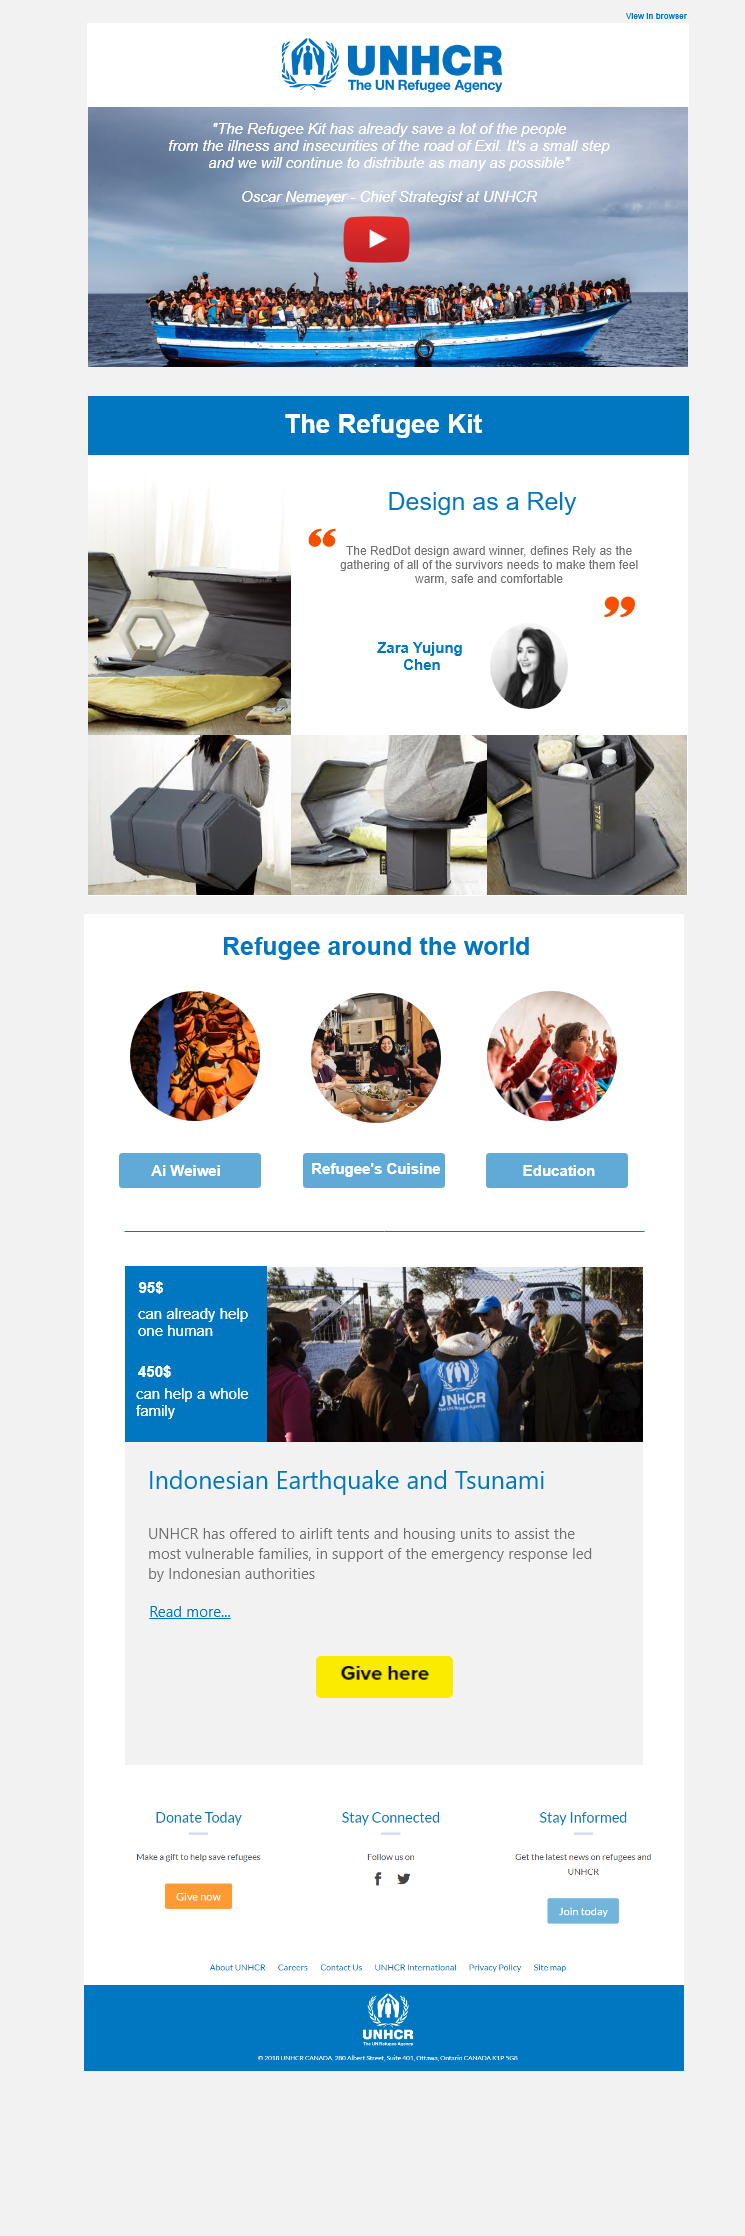 View in browser
UNHCR
The UN Refugee Agency
"The Refugee Kit has already save a lot of the people
from the illness and insecurities of the road of Exil. It's a small step
and we will continue to distribute as many as possible"
Oscar Nemeyer - Chief Strategist at UNHCR
The Refugee Kit
Design as a Rely
“
The RedDot design award winner, defines Rely as the
gathering of all of the survivors needs to make them feel
warm, safe and comfortable
”
Zara Yujung
Chen
Refugee around the world
Ai Weiwei
Refugee's Cuisine
Education
95$
can already help
one human
450$
can help a whole
family
UNHCR
The UN Refugee Agency
Indonesian Earthquake and Tsunami
UNHCR has offered to airlift tents and housing units to assist the
most vulnerable families, in support of the emergency response led
by Indonesian authorities
Read more...
Give here
Donate Today
Make a gift to help save refugees
Give now
Stay Connected
Follow us on
Stay Informed
Get the latest news on refugees and
UNHCR
Join today
About UNHCR Careers Contact Us UNHCR International Privacy Policy Site map
UNHCR
The UN Refugee Agency
© 2018 UNHCR CANADA, 280 Albert Street, Suite 401, Ottawa, Ontario CANADA K1P 5G8